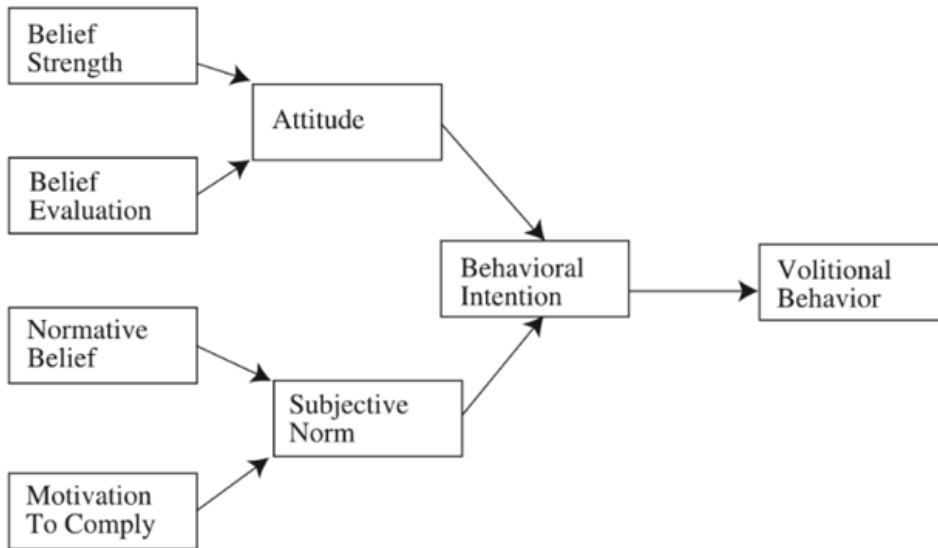 Belief
Strength
Attitude
Belief
Evaluation
Behavioral
Intention
Volitional
Behavior
Normative
Belief
Subjective
Norm
Motivation
To Comply